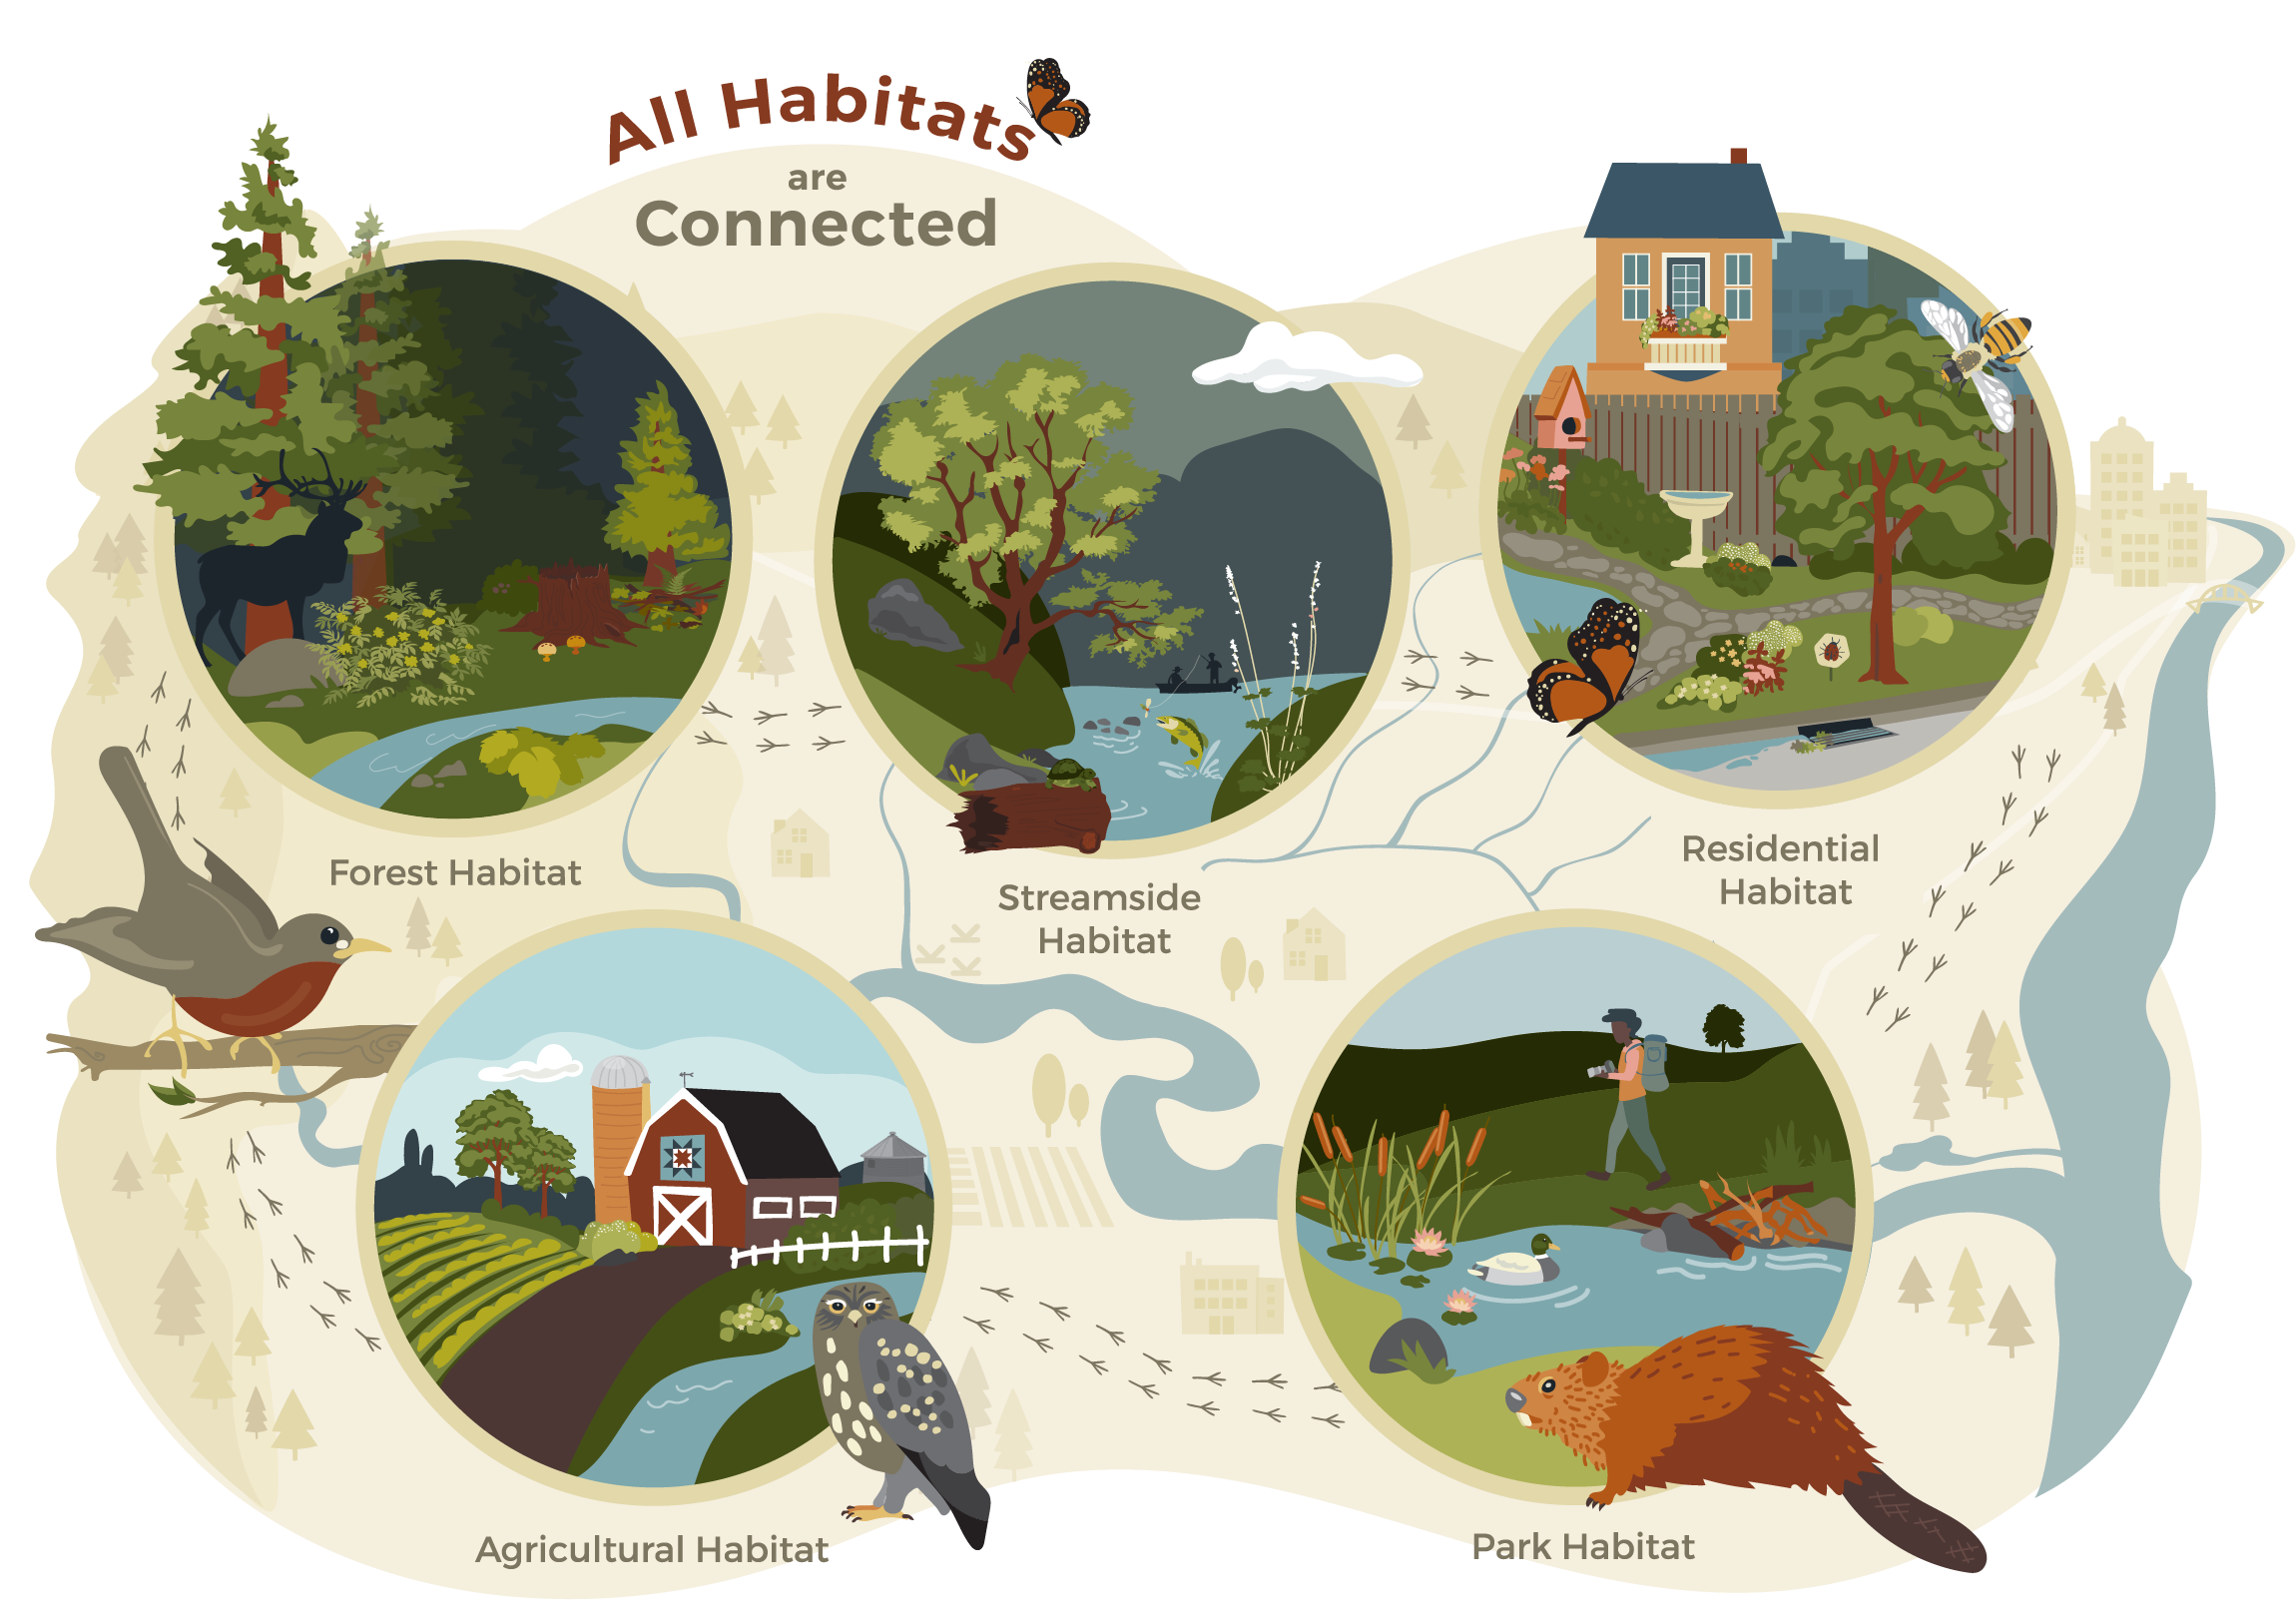 All Habitats
are
Connected
Forest Habitat
Streamside
Habitat
Residential
Habitat
Agricultural Habitat
Park Habitat